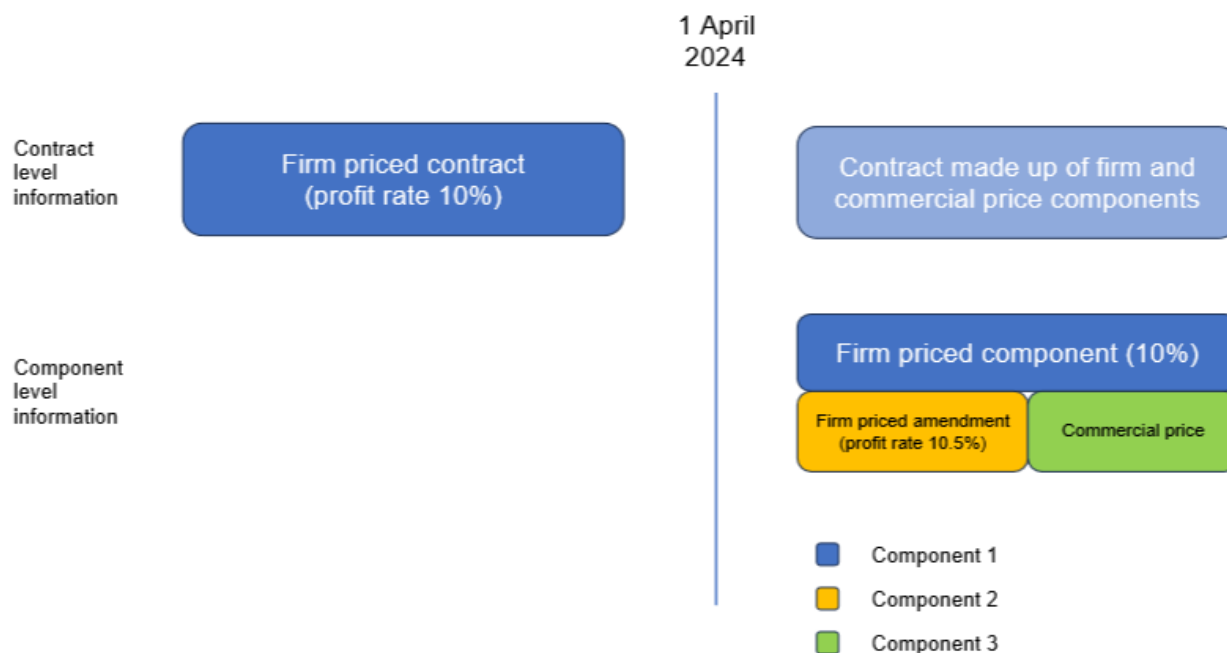 1 April
2024
Contract
level
information
Firm priced contract
(profit rate 10%)
Contract made up of firm and
commercial price components
Component
level
information
Firm priced component (10%)
Firm priced amendment
(profit rate 10.5%)
Commercial price
Component 1
Component 2
Component 3